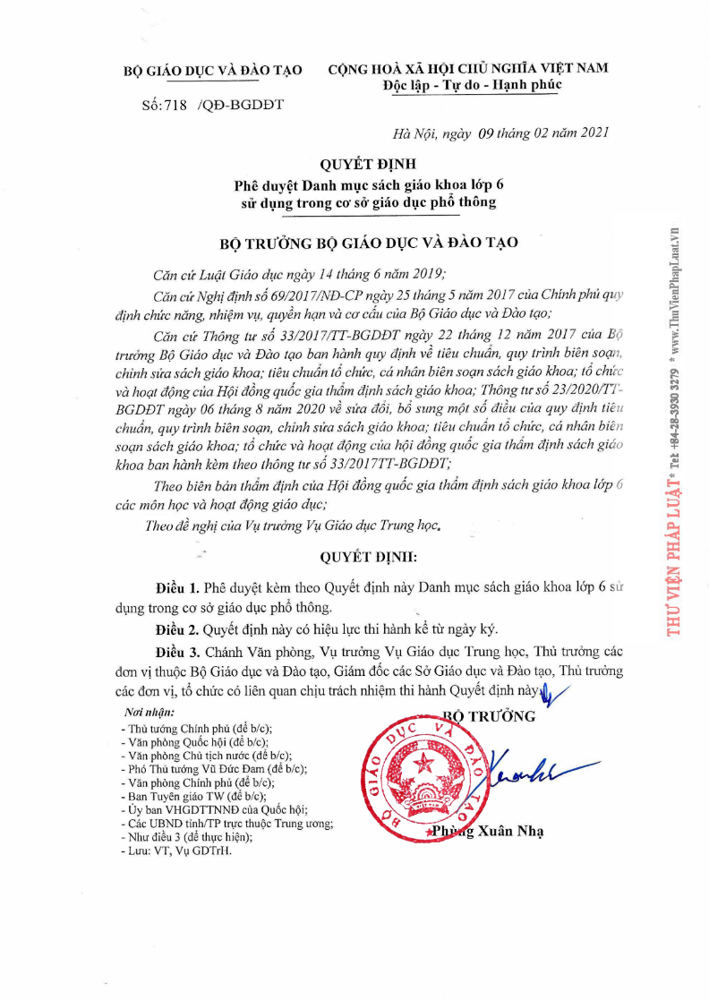 BỘ GIÁO DỤC VÀ ĐÀO TẠO
CỘNG HOÀ XÃ HỘI CHỦ NGHĨA VIỆT NAM
Độc lập - Tự do - Hạnh phúc
Số:718 /QĐ-BGDĐT
Hà Nội, ngày 09 tháng 02 năm 2021
QUYẾT ĐỊNH
Phê duyệt Danh mục sách giáo khoa lớp 6
sử dụng trong cơ sở giáo dục phổ thông
BỘ TRƯỞNG BỘ GIÁO DỤC VÀ ĐÀO TẠO
Căn cứ Luật Giáo dục ngày 14 tháng 6 năm 2019;
Căn cứ Nghị định số 69/2017/NĐ-CP ngày 25 tháng 5 năm 2017 của Chính phủ quy
định chức năng, nhiệm vụ, quyền hạn và cơ cấu của Bộ Giáo dục và Đào tạo;
Căn cứ Thông tư số 33/2017/TT-BGDĐT ngày 22 tháng 12 năm 2017 của Bộ
trưởng Bộ Giáo dục và Đào tạo ban hành quy định về tiêu chuẩn, quy trình biên soạn,
chỉnh sửa sách giáo khoa; tiêu chuẩn tổ chức, cá nhân biên soạn sách giáo khoa; tổ chức
và hoạt động của Hội đồng quốc gia thẩm định sách giáo khoa; Thông tư số 23/2020/TT-
BGDĐT ngày 06 tháng 8 năm 2020 về sửa đổi, bổ sung một số điều của quy định tiêu
chuẩn, quy trình biên soạn, chỉnh sửa sách giáo khoa; tiêu chuẩn tổ chức, cá nhân biên
soạn sách giáo khoa; tổ chức và hoạt động của hội đồng quốc gia thẩm định sách giáo
khoa ban hành kèm theo thông tư số 33/2017TT-BGDĐT;
Theo biên bản thẩm định của Hội đồng quốc gia thẩm định sách giáo khoa lớp 6
các môn học và hoạt động giáo dục;
Theo đề nghị của Vụ trưởng Vụ Giáo dục Trung học.
QUYẾT ĐỊNH:
Điều 1. Phê duyệt kèm theo Quyết định này Danh mục sách giáo khoa lớp 6 sử
dụng trong cơ sở giáo dục phổ thông.
Điều 2. Quyết định này có hiệu lực thi hành kể từ ngày ký.
Điều 3. Chánh Văn phòng, Vụ trưởng Vụ Giáo dục Trung học, Thủ trưởng các
đơn vị thuộc Bộ Giáo dục và Đào tạo, Giám đốc các Sở Giáo dục và Đào tạo, Thủ trưởng
các đơn vị, tổ chức có liên quan chịu trách nhiệm thi hành Quyết định này
Nơi nhận:
- Thủ tướng Chính phủ (để b/c);
- Văn phòng Quốc hội (để b/c);
- Văn phòng Chủ tịch nước (để b/c);
- Phó Thủ tướng Vũ Đức Đam (để b/c);
- Văn phòng Chính phủ (để b/c);
- Ban Tuyên giáo TW (để b/c);
- Ủy ban VHGDTTNNĐ của Quốc hội;
- Các UBND tỉnh/TP trực thuộc Trung ương;
- Như điều 3 (để thực hiện);
- Lưu: VT, Vụ GDTrH.
BỘ TRƯỞNG
BỘ GIÁO DỤC VÀ ĐÀO TẠO
VIỆT NAM
Phùng Xuân Nhạ
THƯ VIỆN PHÁP LUẬT * Tel: +84-28-3930 3279 * www.ThuVienPhapLuat.vn